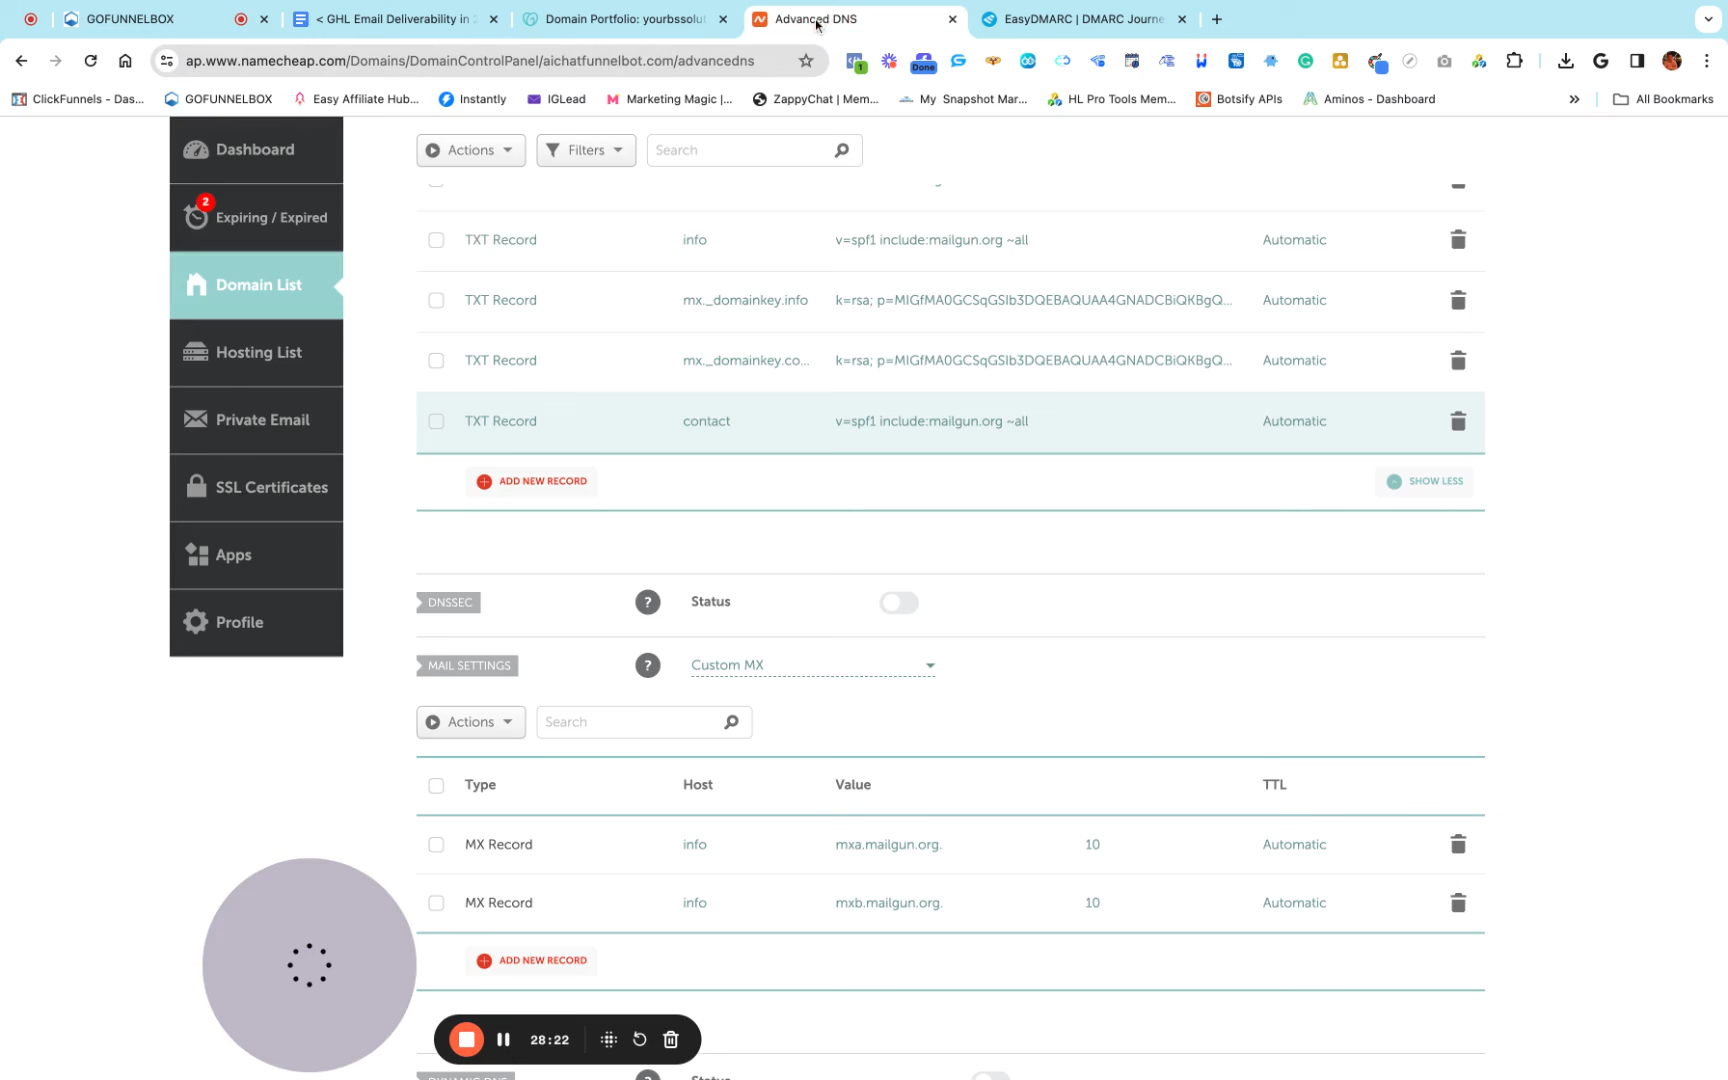 GOFUNNELBOX
< GHL Email Deliverability in 2
Domain Portfolio: yourbssolut
Advanced DNS
EasyDMARC | DMARC Journe
ap.www.namecheap.com/Domains/DomainControlPanel/aichatfunnelbot.com/advancedns
1
Done
ClickFunnels - Das...
GOFUNNELBOX
Easy Affiliate Hub...
Instantly
IGLead
Marketing Magic |...
ZappyChat | Mem...
My Snapshot Mar...
HL Pro Tools Mem...
Botsify APIs
Aminos - Dashboard
»
All Bookmarks
Dashboard
2
Expiring / Expired
Domain List
Hosting List
Private Email
SSL Certificates
Apps
Profile
Actions
Filters
Search
TXT Record info v=spf1 include:mailgun.org ~all Automatic
TXT Record mx._domainkey.info k=rsa; p=MIGfMA0GCSqGSIb3DQEBAQUAA4GNADCBiQKBgQ... Automatic
TXT Record mx._domainkey.co... k=rsa; p=MIGfMA0GCSqGSIb3DQEBAQUAA4GNADCBiQKBgQ... Automatic
TXT Record contact v=spf1 include:mailgun.org ~all Automatic
ADD NEW RECORD
SHOW LESS
DNSSEC ? Status
MAIL SETTINGS ? Custom MX
Actions
Search
Type Host Value TTL
MX Record info mxa.mailgun.org. 10 Automatic
MX Record info mxb.mailgun.org. 10 Automatic
ADD NEW RECORD
28:22
DYNAMIC DNS ? Status